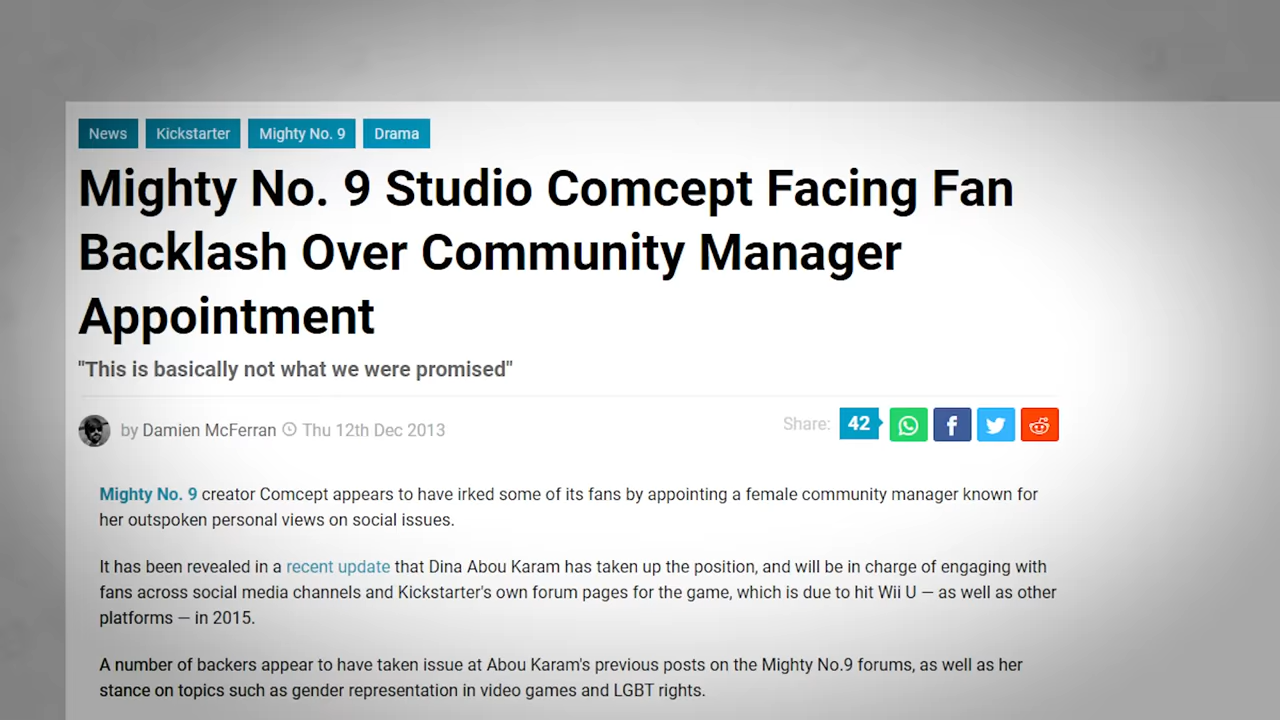 News Kickstarter Mighty No. 9 Drama
Mighty No. 9 Studio Comcept Facing Fan
Backlash Over Community Manager
Appointment
"This is basically not what we were promised"
by Damien McFerran Thu 12th Dec 2013 Share: 42
Mighty No. 9 creator Comcept appears to have irked some of its fans by appointing a female community manager known for
her outspoken personal views on social issues.
It has been revealed in a recent update that Dina Abou Karam has taken up the position, and will be in charge of engaging with
fans across social media channels and Kickstarter's own forum pages for the game, which is due to hit Wii U — as well as other
platforms — in 2015.
A number of backers appear to have taken issue at Abou Karam's previous posts on the Mighty No.9 forums, as well as her
stance on topics such as gender representation in video games and LGBT rights.